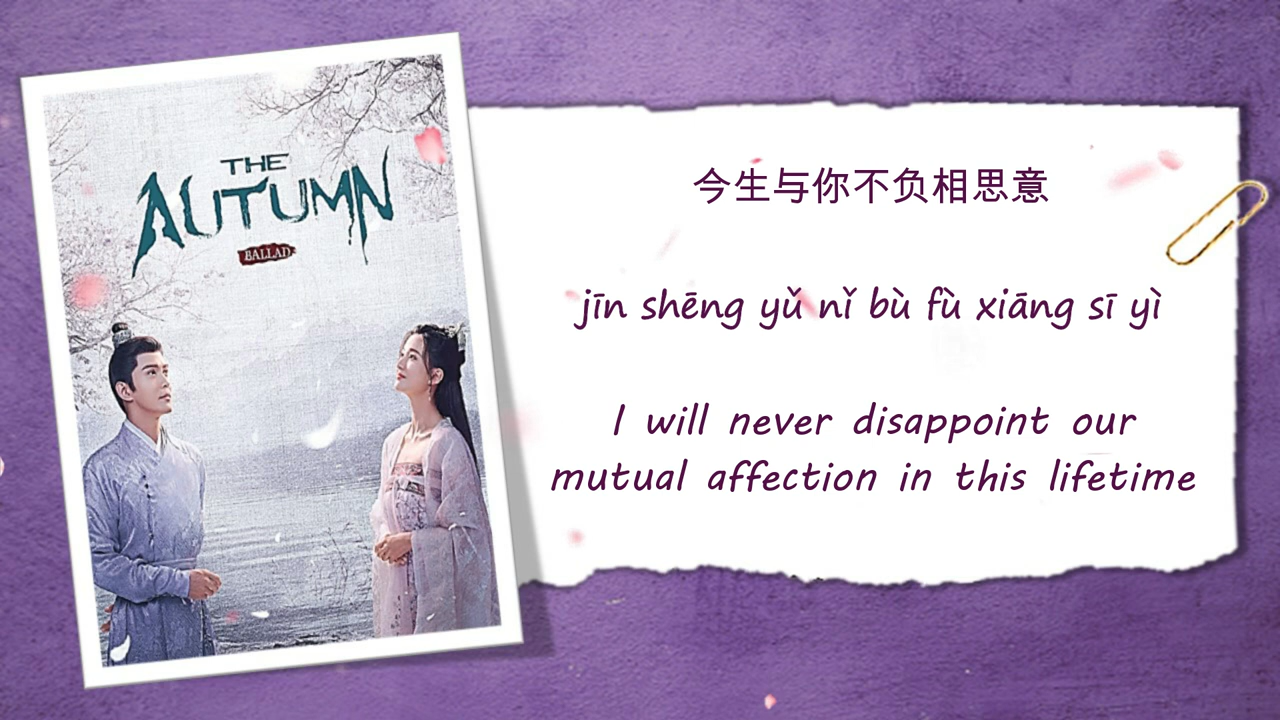 THE
AUTUMN
BALLAD
今生与你不负相思意
jīn shēng yǔ nǐ bù fù xiāng sī yì
I will never disappoint our
mutual affection in this lifetime